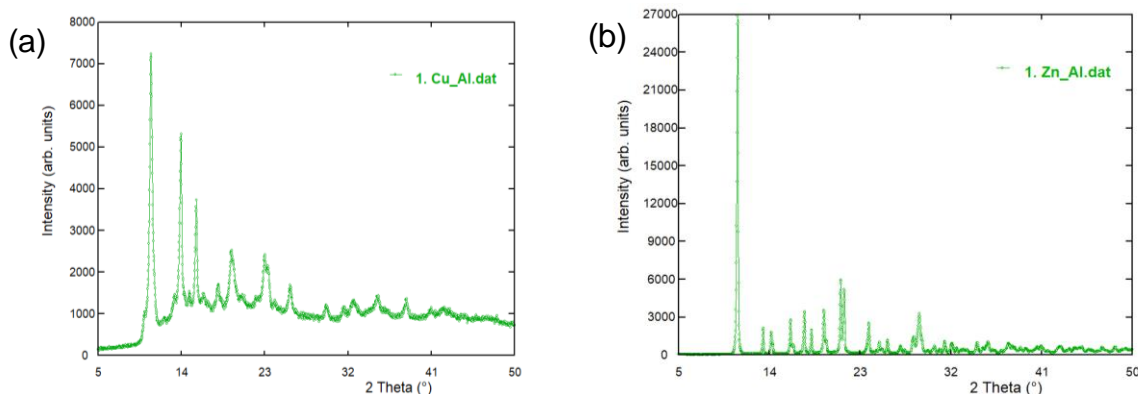 (a)
8000
7000
6000
5000
4000
3000
2000
1000
0
Intensity (arb. units)
1. Cu_Al.dat
5 14 23 32 41 50
2 Theta (°)
(b)
27000
24000
21000
18000
15000
12000
9000
6000
3000
0
Intensity (arb. units)
1. Zn_Al.dat
5 14 23 32 41 50
2 Theta (°)